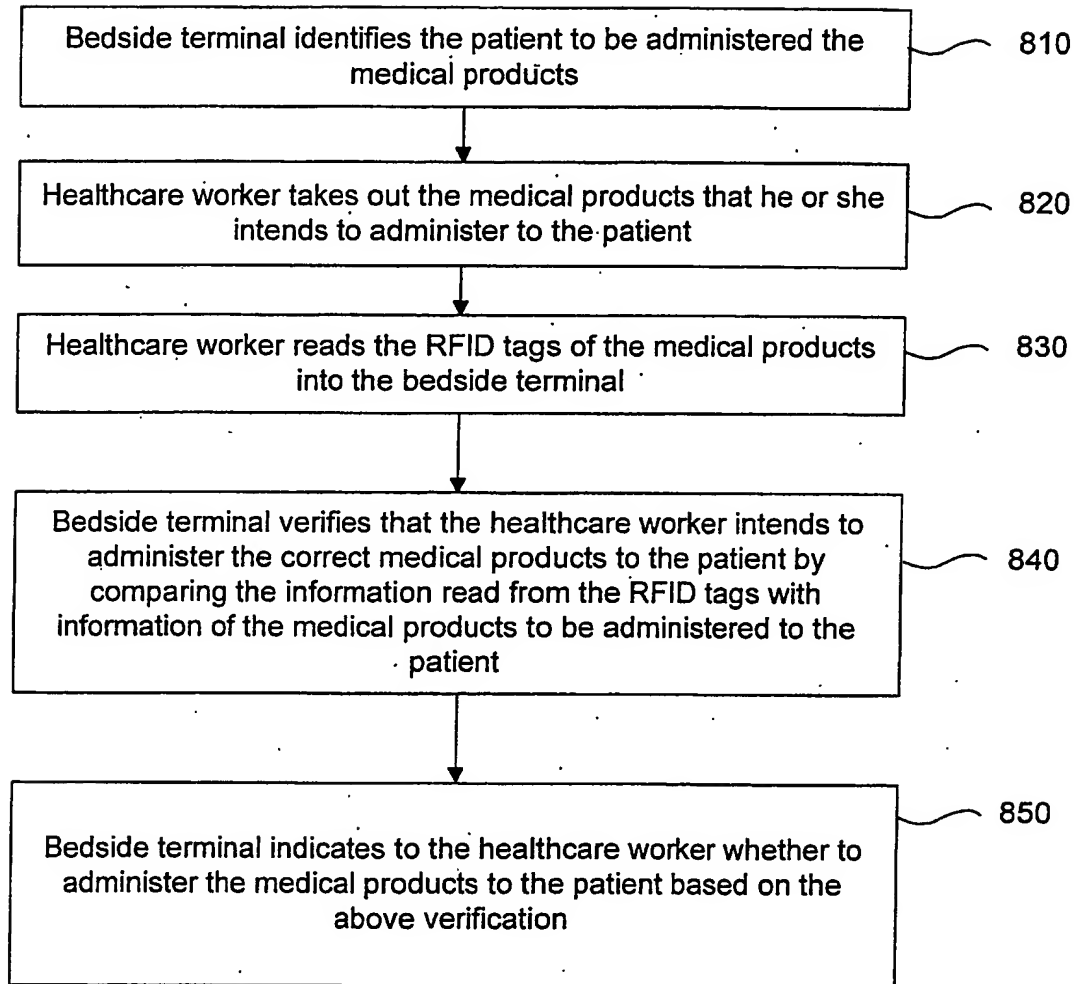 Bedside terminal identifies the patient to be administered the
medical products
810
Healthcare worker takes out the medical products that he or she
intends to administer to the patient
820
Healthcare worker reads the RFID tags of the medical products
into the bedside terminal
830
Bedside terminal verifies that the healthcare worker intends to
administer the correct medical products to the patient by
comparing the information read from the RFID tags with
information of the medical products to be administered to the
patient
840
Bedside terminal indicates to the healthcare worker whether to
administer the medical products to the patient based on the
above verification
850